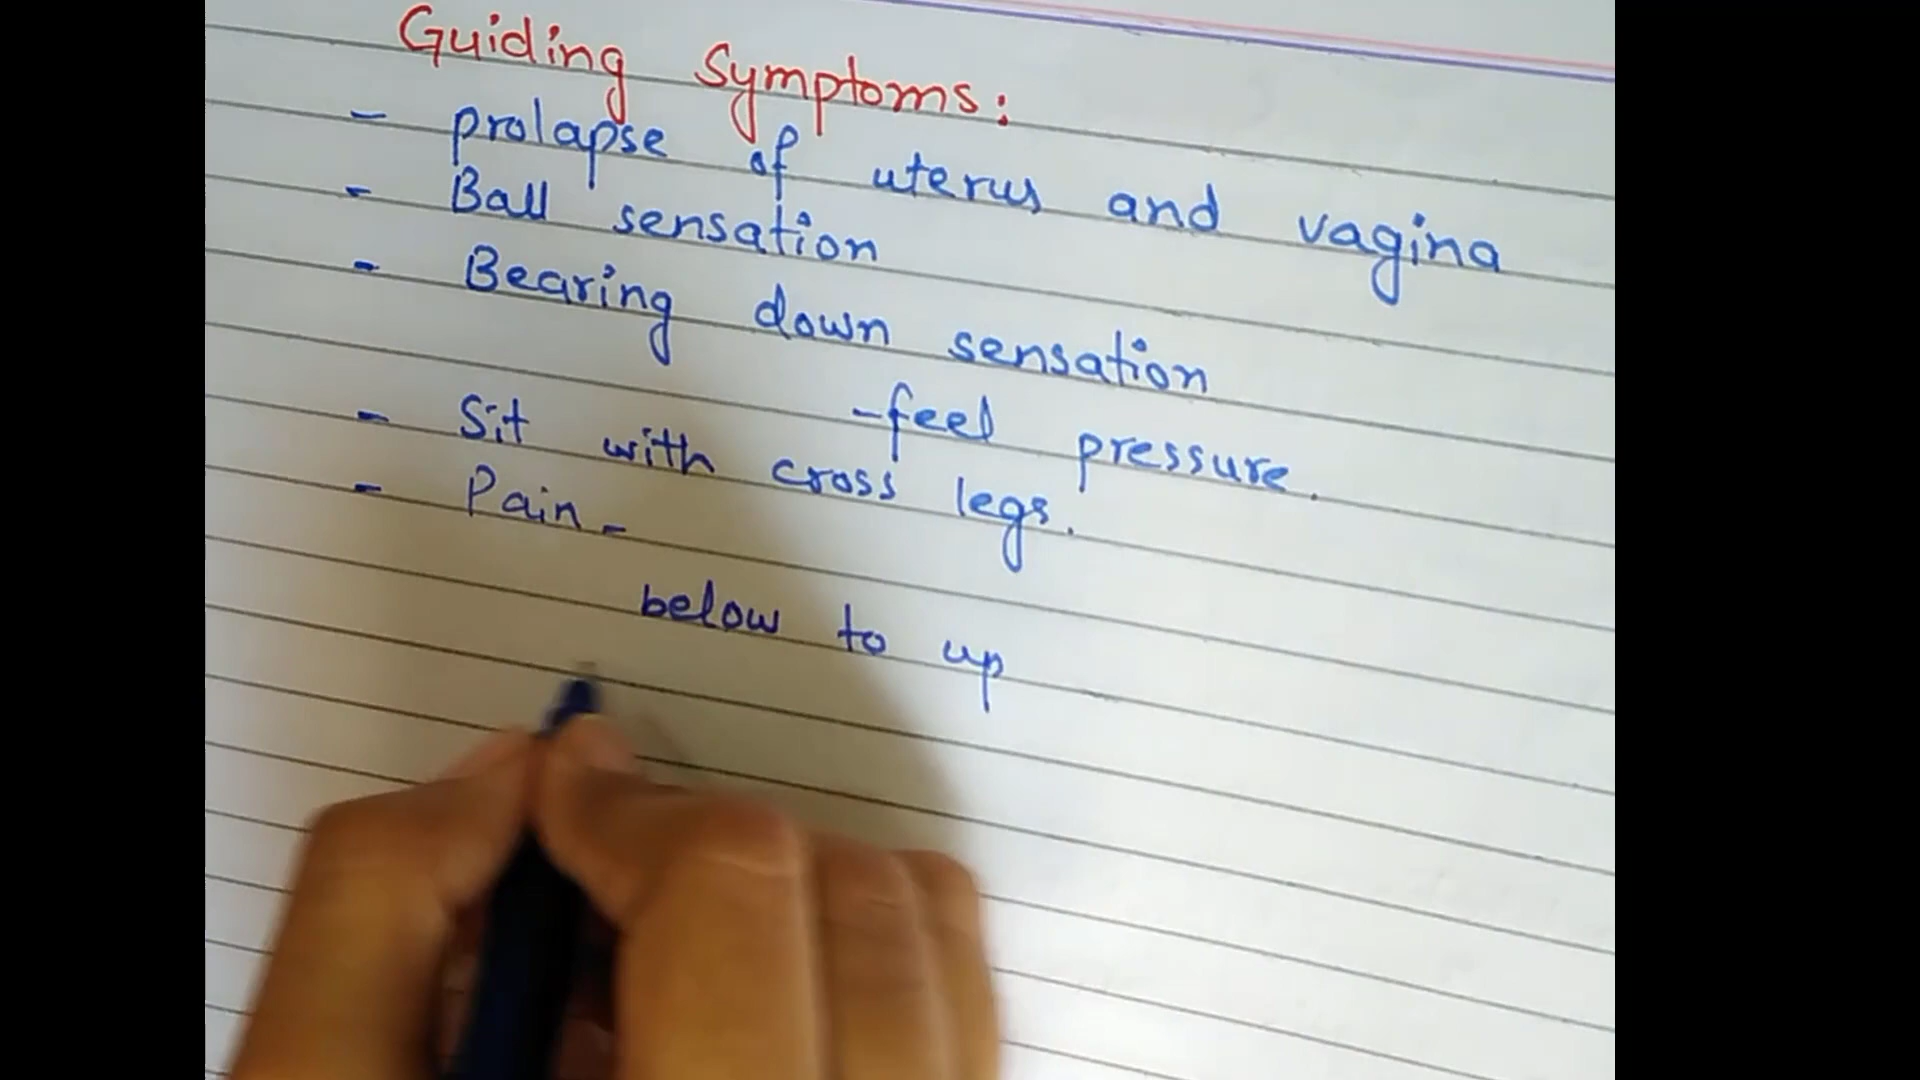 Guiding Symptoms:
- prolapse of uterus and vagina
- Ball sensation
- Bearing down sensation
-feel pressure.
- Sit with cross legs.
- Pain -
below to up